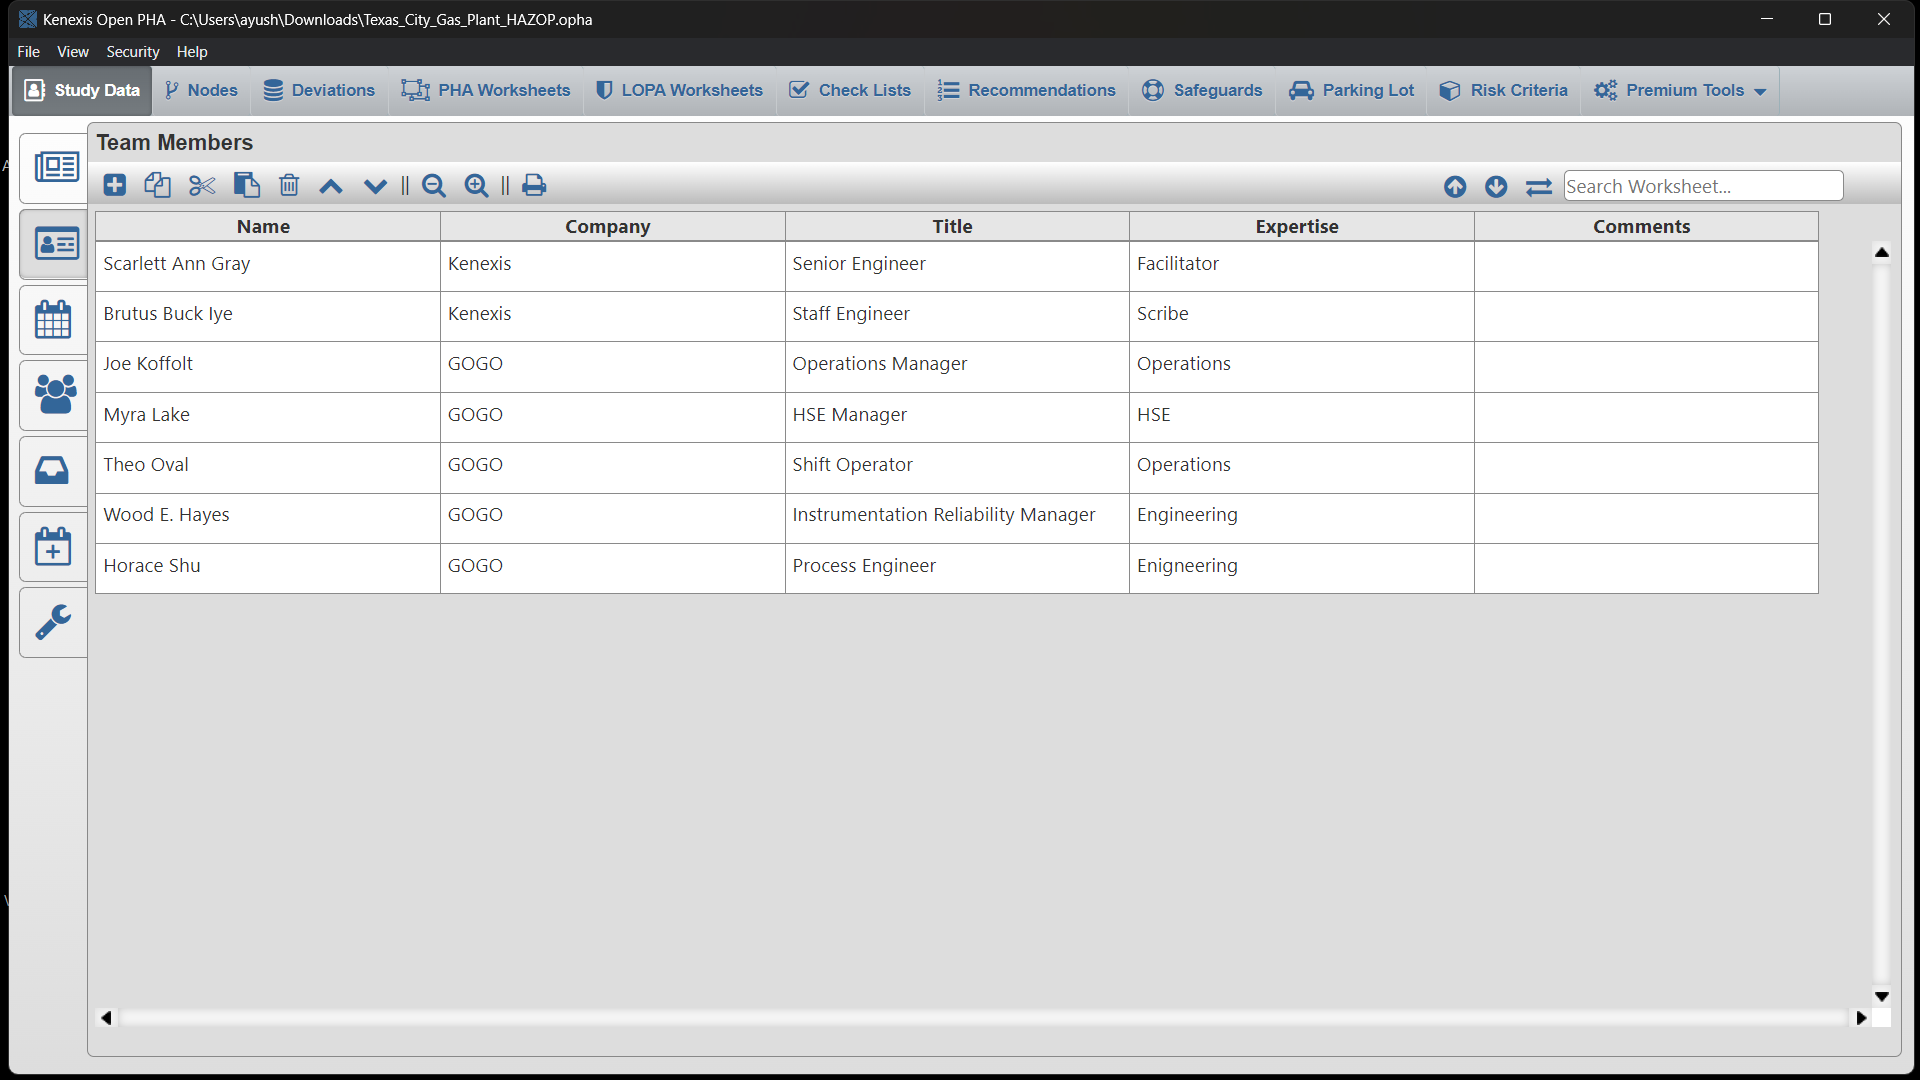 Kenexis Open PHA - C:\Users\ayush\Downloads\Texas_City_Gas_Plant_HAZOP.opha
File View Security Help
Study Data Nodes Deviations PHA Worksheets LOPA Worksheets Check Lists Recommendations Safeguards Parking Lot Risk Criteria Premium Tools
Team Members
Search Worksheet...
Name Company Title Expertise Comments
Scarlett Ann Gray Kenexis Senior Engineer Facilitator
Brutus Buck Iye Kenexis Staff Engineer Scribe
Joe Koffolt GOGO Operations Manager Operations
Myra Lake GOGO HSE Manager HSE
Theo Oval GOGO Shift Operator Operations
Wood E. Hayes GOGO Instrumentation Reliability Manager Engineering
Horace Shu GOGO Process Engineer Enigneering